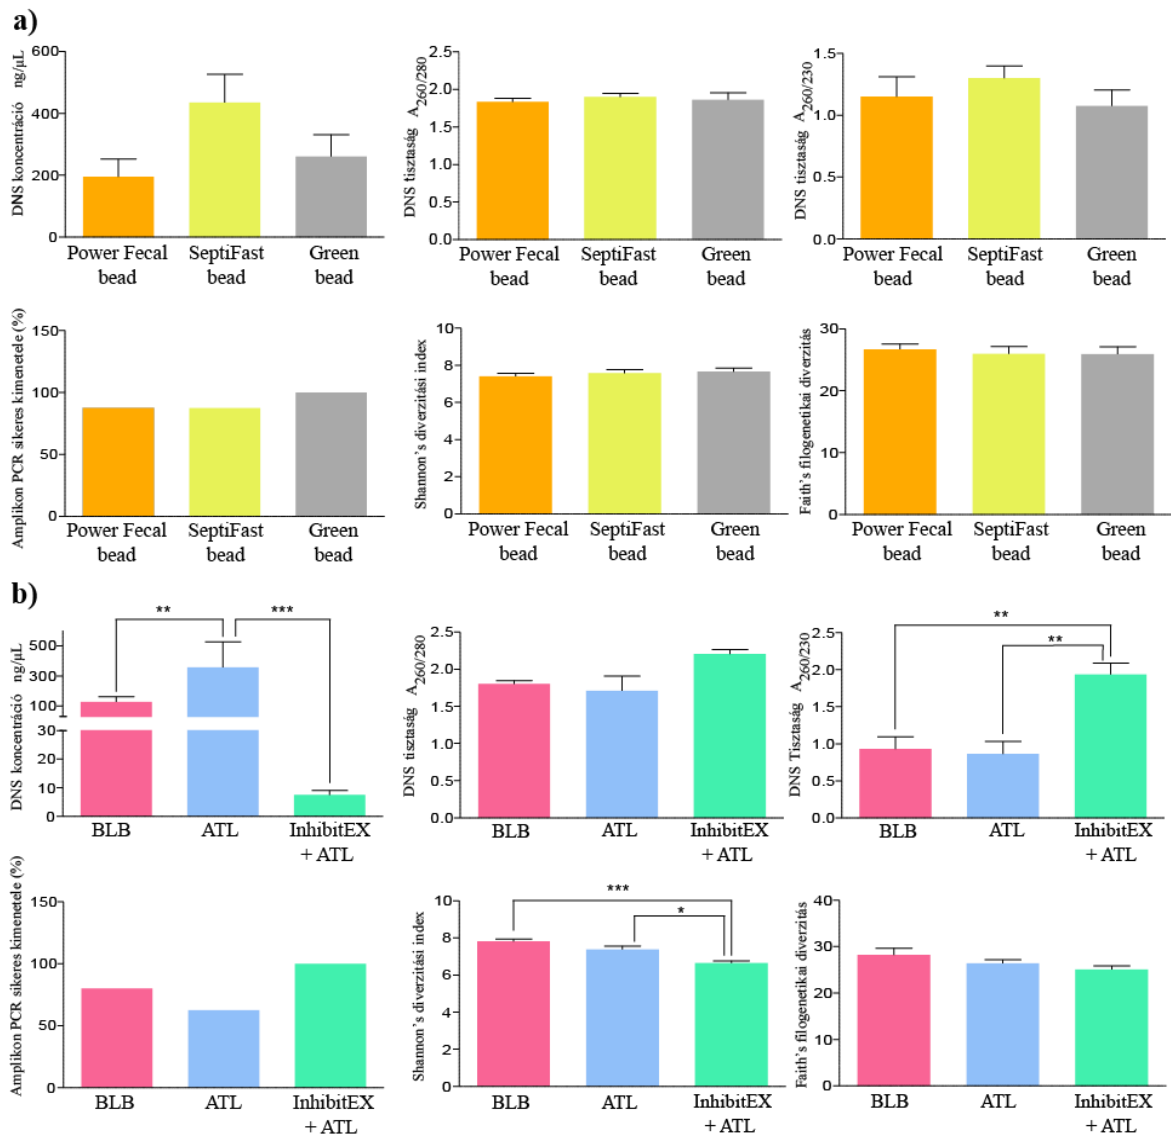 a)
DNS koncentráció ng/μL
600
400
200
0
Power Fecal bead
SeptiFast bead
Green bead
DNS tisztaság A260/280
2.5
2.0
1.5
1.0
0.5
0.0
Power Fecal bead
SeptiFast bead
Green bead
DNS tisztaság A260/230
1.5
1.0
0.5
0.0
Power Fecal bead
SeptiFast bead
Green bead
Amplikon PCR sikeres kimenetele (%)
150
100
50
0
Power Fecal bead
SeptiFast bead
Green bead
Shannon's diverzitási index
10
8
6
4
2
0
Power Fecal bead
SeptiFast bead
Green bead
Faith's filogenetikai diverzitás
30
20
10
0
Power Fecal bead
SeptiFast bead
Green bead
b)
DNS koncentráció ng/μL
500
300
100
30
20
10
0
**
***
BLB
ATL
InhibitEX
+ ATL
DNS tisztaság A260/280
2.5
2.0
1.5
1.0
0.5
0.0
BLB
ATL
InhibitEX
+ ATL
DNS Tisztaság A260/230
2.5
2.0
1.5
1.0
0.5
0.0
**
**
BLB
ATL
InhibitEX
+ ATL
Amplikon PCR sikeres kimenetele (%)
150
100
50
0
BLB
ATL
InhibitEX
+ ATL
Shannon's diverzitási index
10
8
6
4
2
0
***
*
BLB
ATL
InhibitEX
+ ATL
Faith's filogenetikai diverzitás
40
30
20
10
0
BLB
ATL
InhibitEX
+ ATL